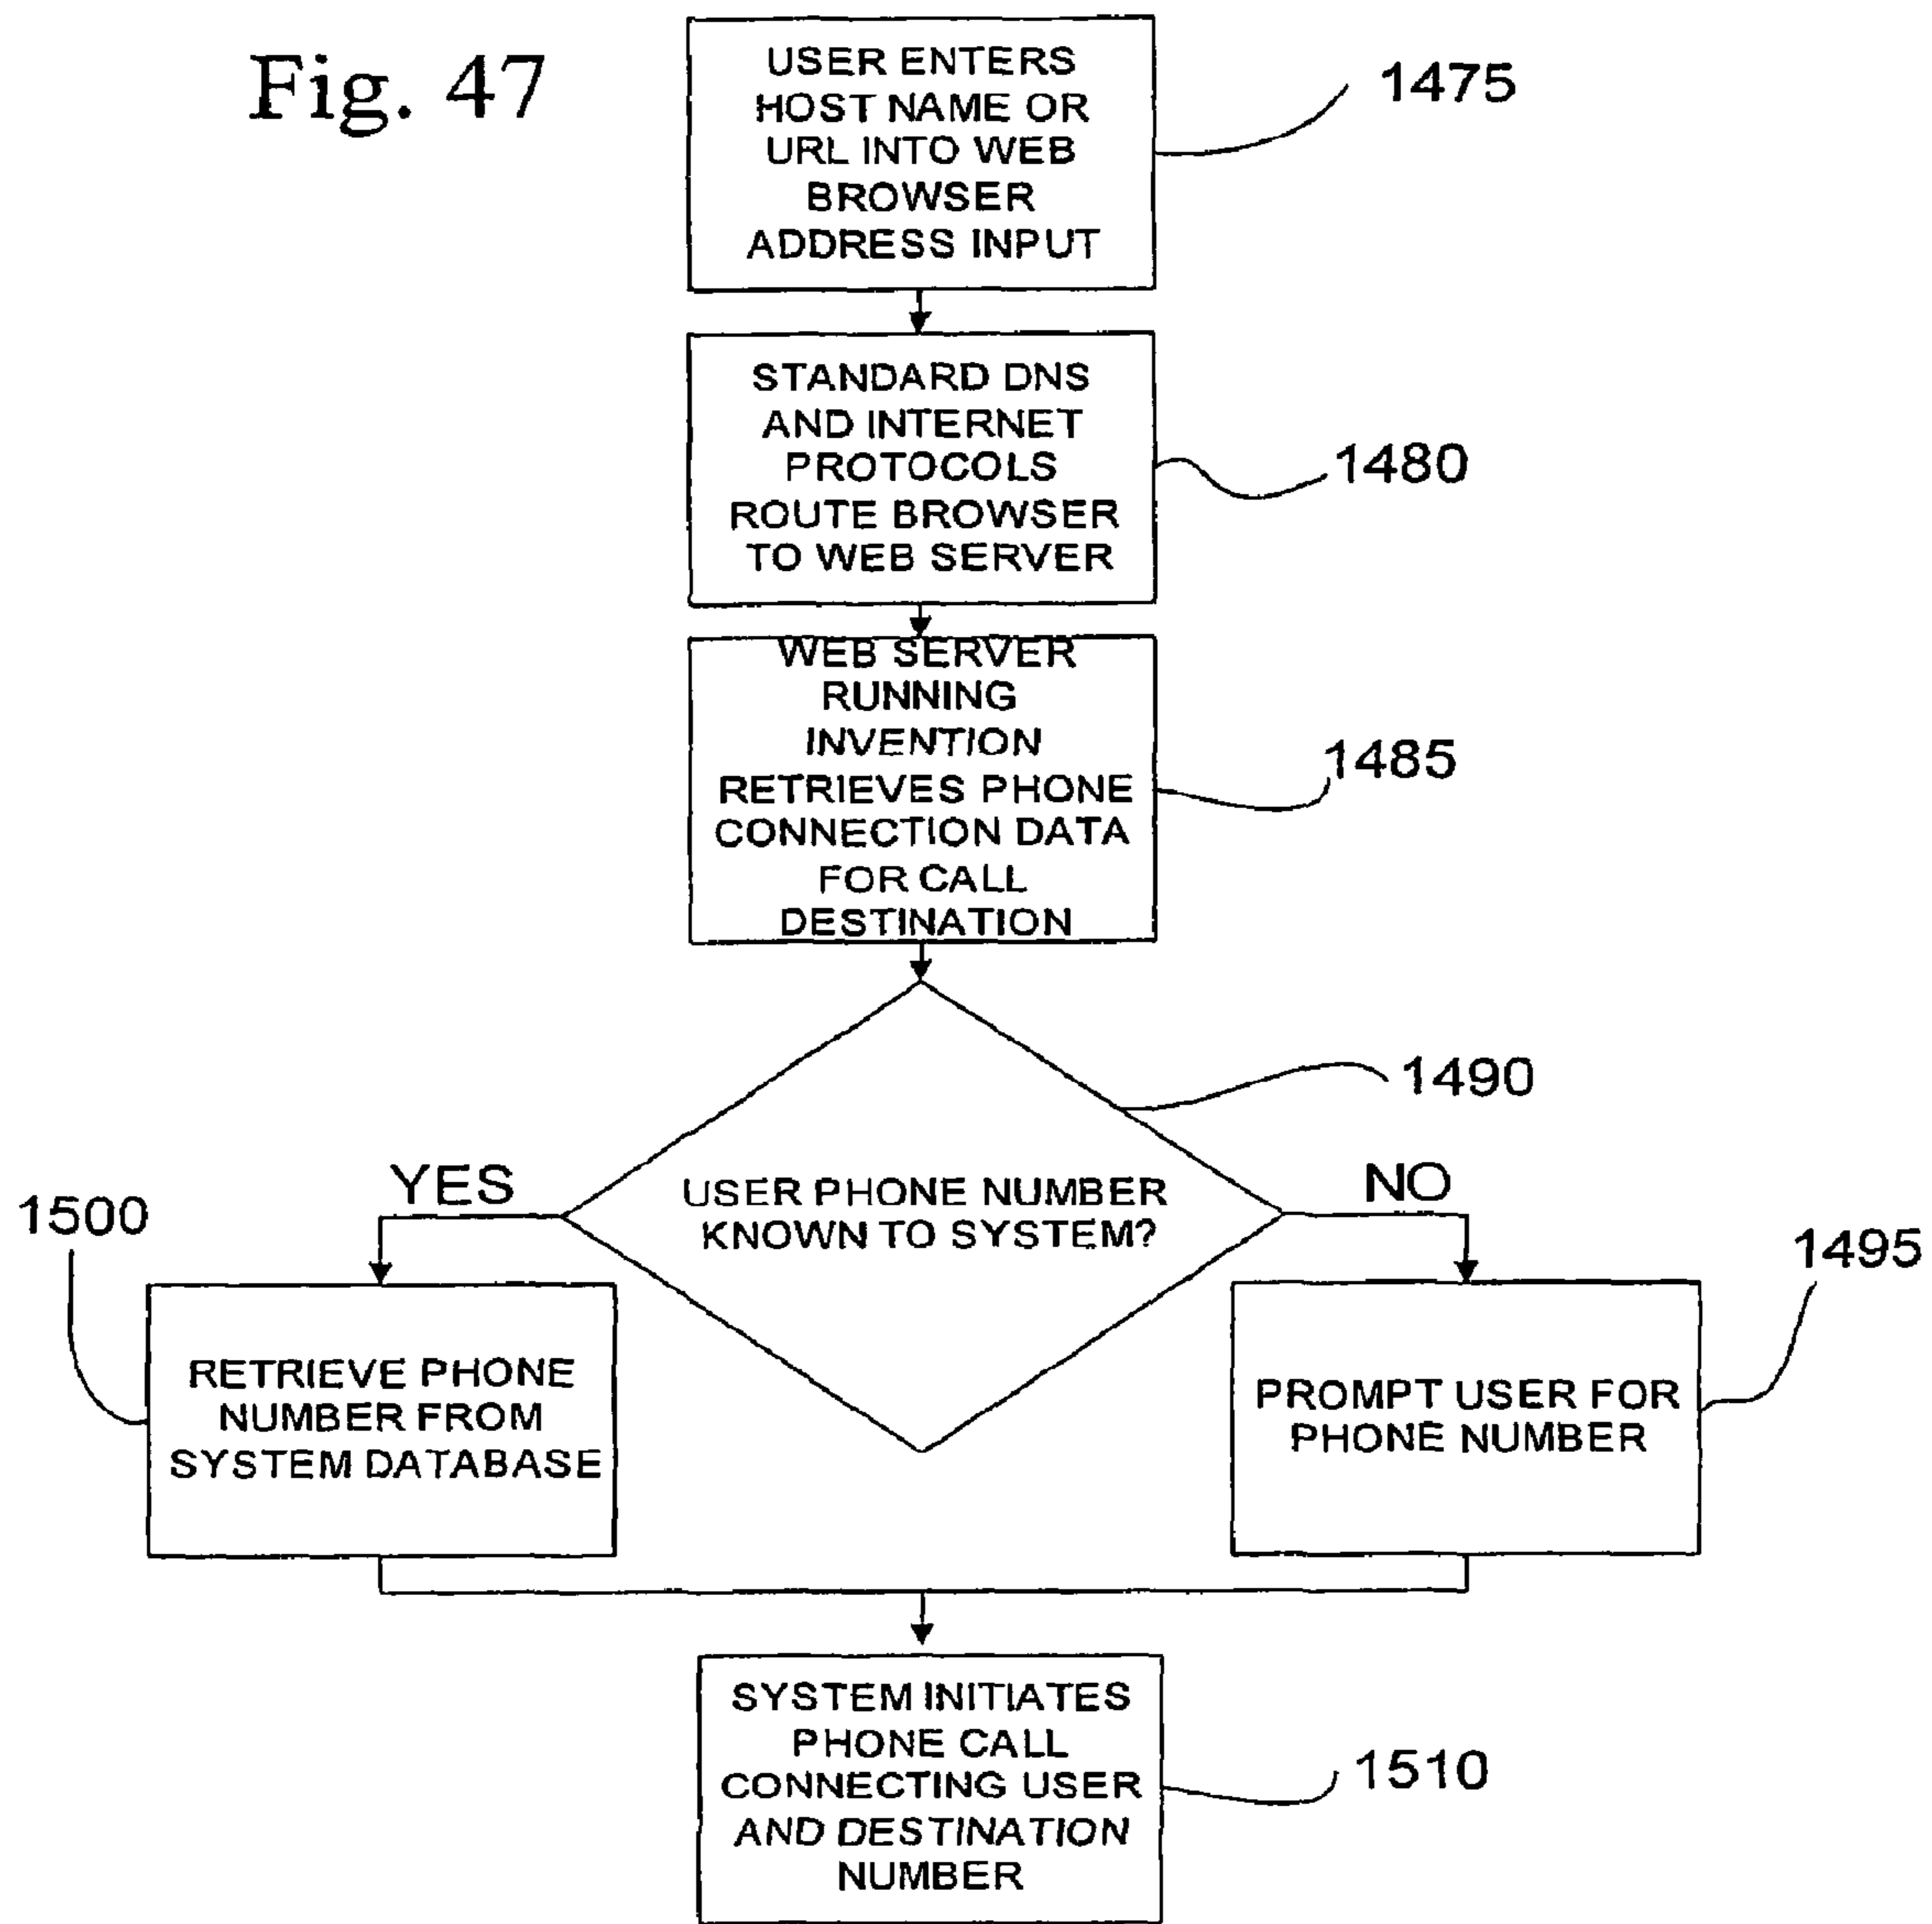 Fig. 47
USER ENTERS
HOST NAME OR
URL INTO WEB
BROWSER
ADDRESS INPUT
1475
STANDARD DNS
AND INTERNET
PROTOCOLS
ROUTE BROWSER
TO WEB SERVER
1480
WEB SERVER
RUNNING
INVENTION
RETRIEVES PHONE
CONNECTION DATA
FOR CALL
DESTINATION
1485
1490
USER PHONE NUMBER
KNOWN TO SYSTEM?
YES
NO
1500
RETRIEVE PHONE
NUMBER FROM
SYSTEM DATABASE
1495
PROMPT USER FOR
PHONE NUMBER
SYSTEM INITIATES
PHONE CALL
CONNECTING USER
AND DESTINATION
NUMBER
1510